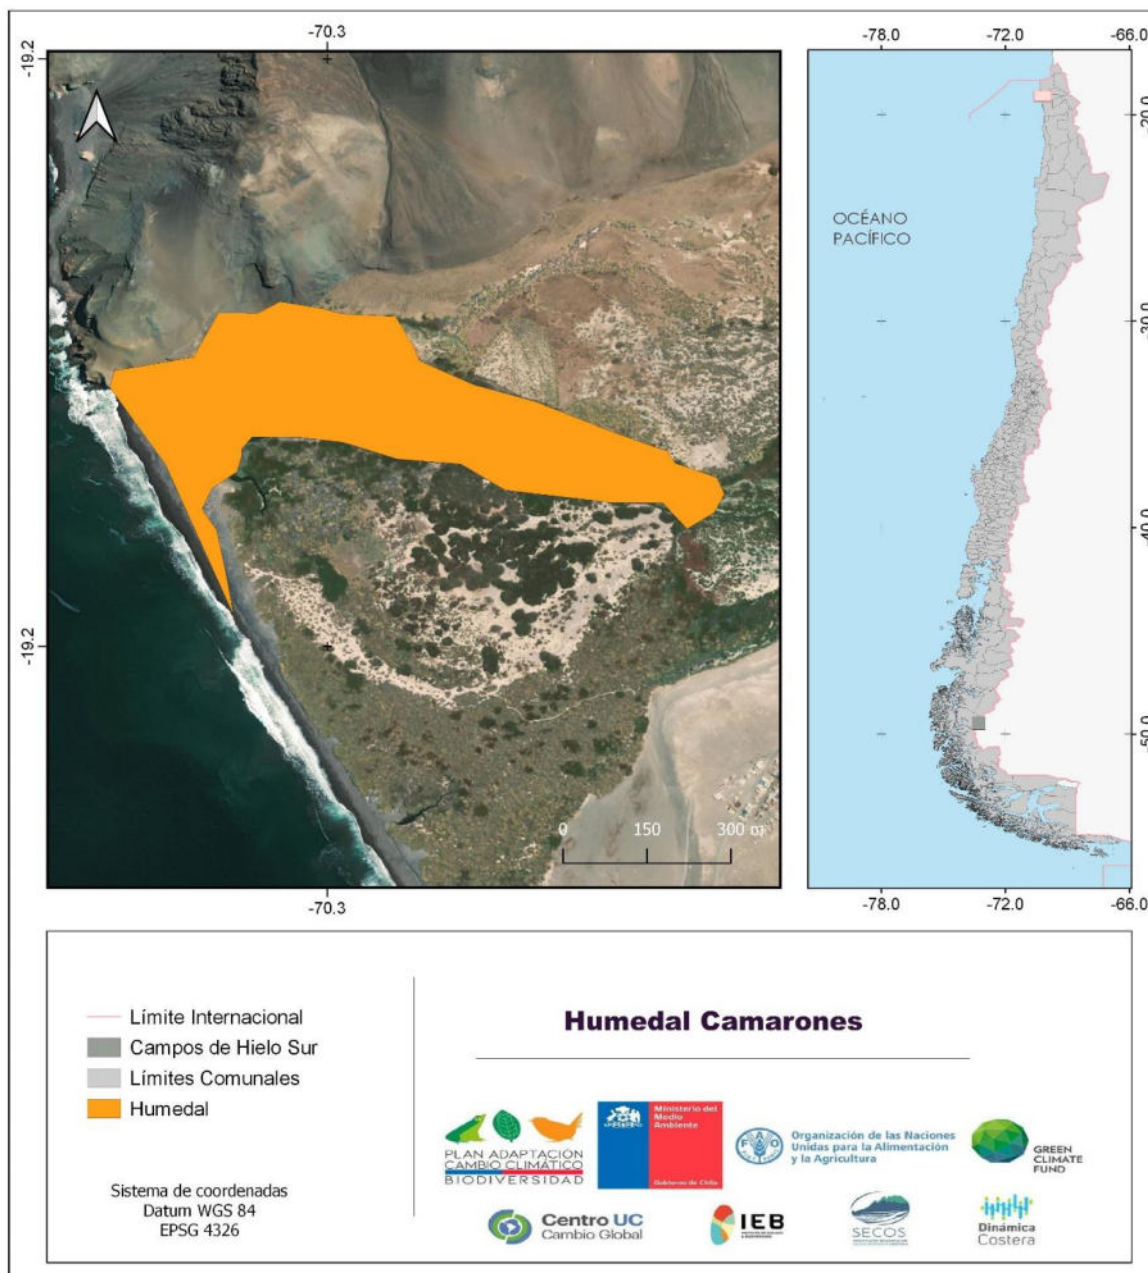 -70.3
-78.0
-72.0
-66.0
-19.2
-20.0
OCÉANO
PACÍFICO
-30.0
-40.0
-19.2
-50.0
0
150
300 m
-70.3
-78.0
-72.0
-66.0
Límite Internacional
Campos de Hielo Sur
Límites Comunales
Humedal
Sistema de coordenadas
Datum WGS 84
EPSG 4326
Humedal Camarones
PLAN ADAPTACIÓN
CAMBIO CLIMÁTICO
BIODIVERSIDAD
Ministerio del
Medio
Ambiente
Gobierno de Chile
FAO
Organización de las Naciones
Unidas para la Alimentación
y la Agricultura
GREEN
CLIMATE
FUND
Centro UC
Cambio Global
IEB
SECOS
Dinámica
Costera